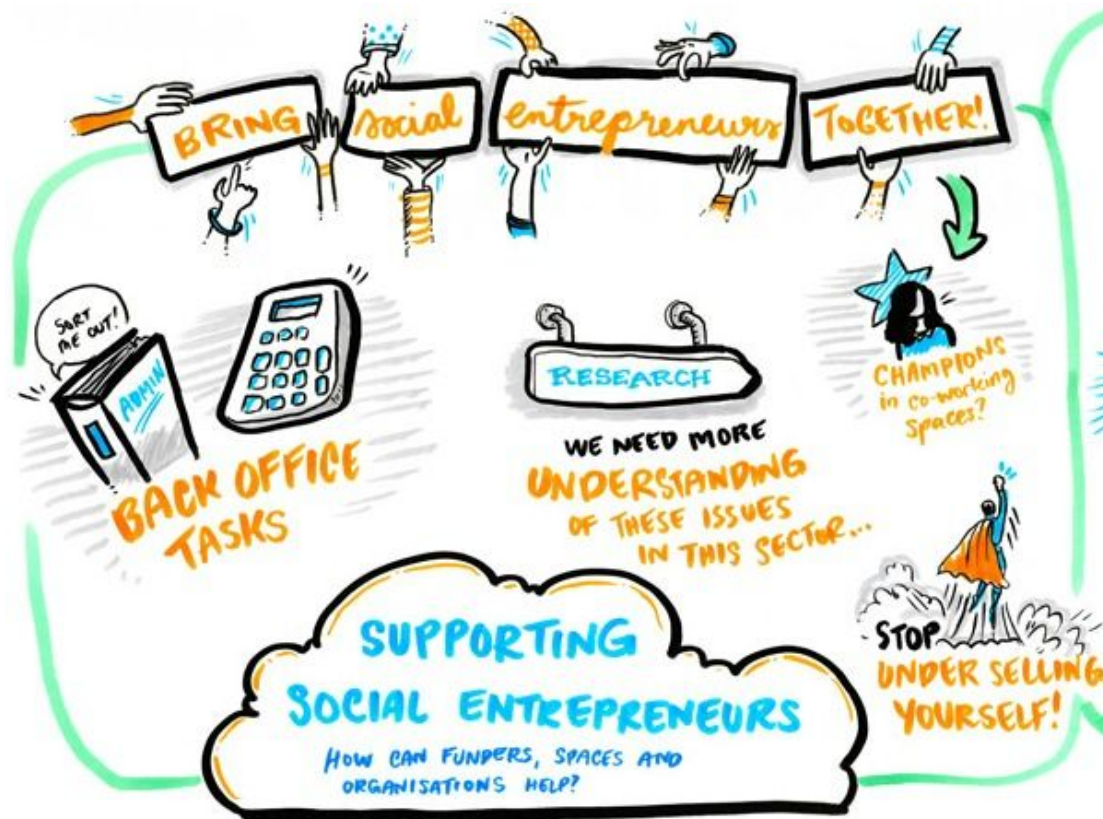 BRING social entrepreneurs TOGETHER!
SORT
ME OUT!
ADMIN
BACK OFFICE
TASKS
RESEARCH
WE NEED MORE
UNDERSTANDING
OF THESE ISSUES
IN THIS SECTOR...
CHAMPIONS
in co-working
spaces?
STOP
UNDER SELLING
YOURSELF!
SUPPORTING
SOCIAL ENTREPRENEURS
HOW CAN FUNDERS, SPACES AND
ORGANISATIONS HELP?